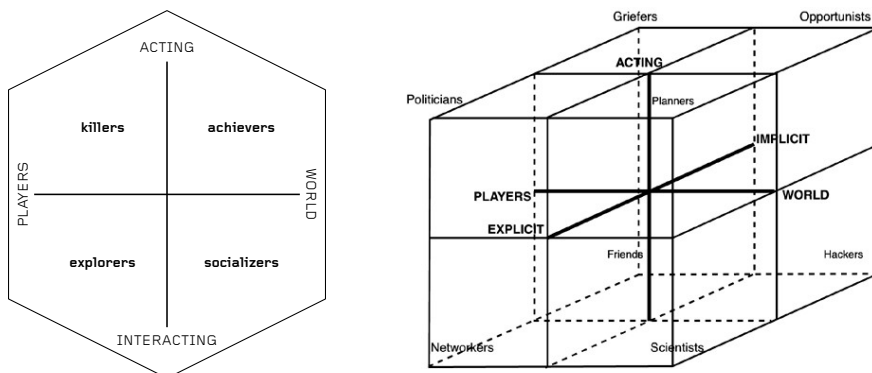 ACTING
killers
achievers
PLAYERS
WORLD
explorers
socializers
INTERACTING
Griefers
Opportunists
ACTING
Politicians
Planners
IMPLICIT
PLAYERS
WORLD
EXPLICIT
Friends
Hackers
Networkers
Scientists